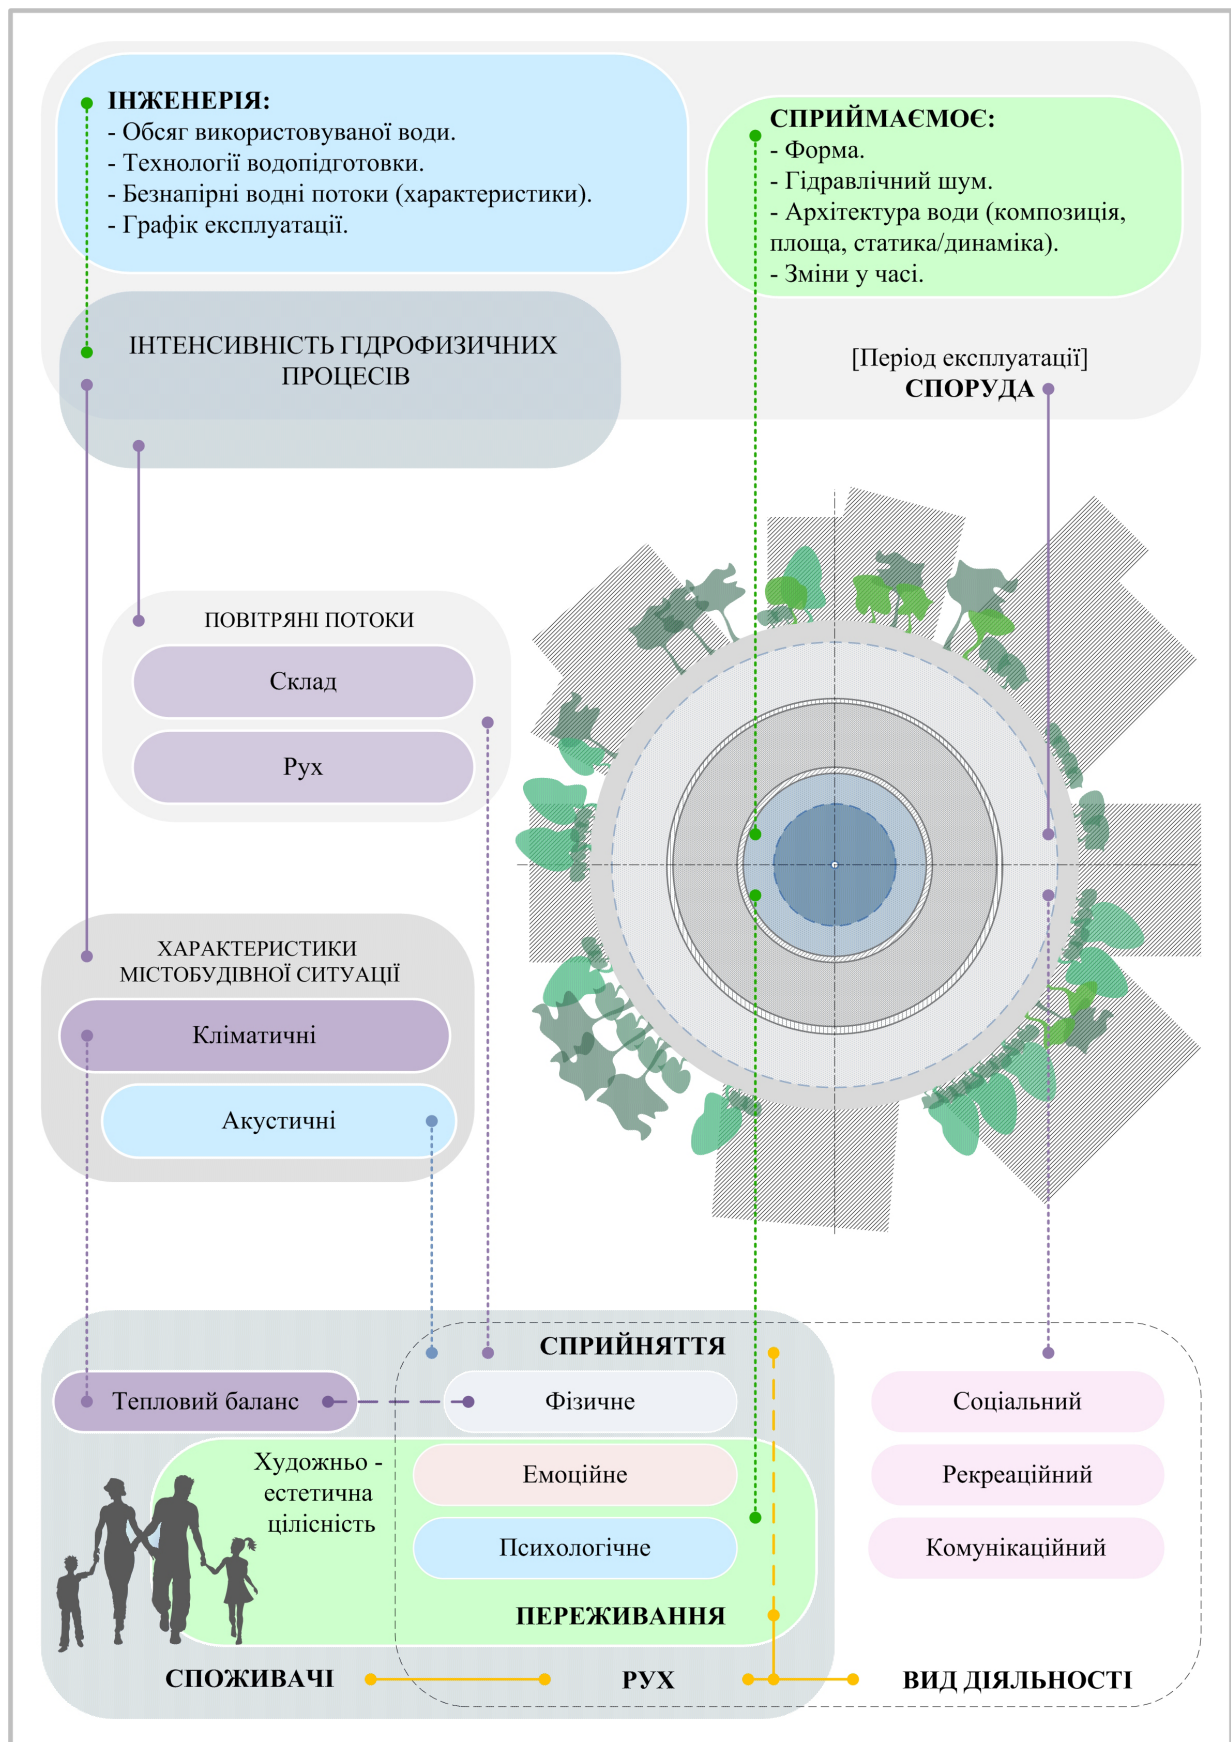 ІНЖЕНЕРІЯ:
- Обсяг використовуваної води.
- Технології водопідготовки.
- Безнапірні водні потоки (характеристики).
- Графік експлуатації.
СПРИЙМАЄМОЄ:
- Форма.
- Гідравлічний шум.
- Архітектура води (композиція,
площа, статика/динаміка).
- Зміни у часі.
ІНТЕНСИВНІСТЬ ГІДРОФИЗИЧНИХ
ПРОЦЕСІВ
[Період експлуатації]
СПОРУДА
ПОВІТРЯНІ ПОТОКИ
Склад
Рух
ХАРАКТЕРИСТИКИ
МІСТОБУДІВНОЇ СИТУАЦІЇ
Кліматичні
Акустичні
СПРИЙНЯТТЯ
Тепловий баланс
Фізичне
Соціальний
Художньо -
естетична
цілісність
Емоційне
Рекреаційний
Психологічне
Комунікаційний
ПЕРЕЖИВАННЯ
СПОЖИВАЧІ
РУХ
ВИД ДІЯЛЬНОСТІ